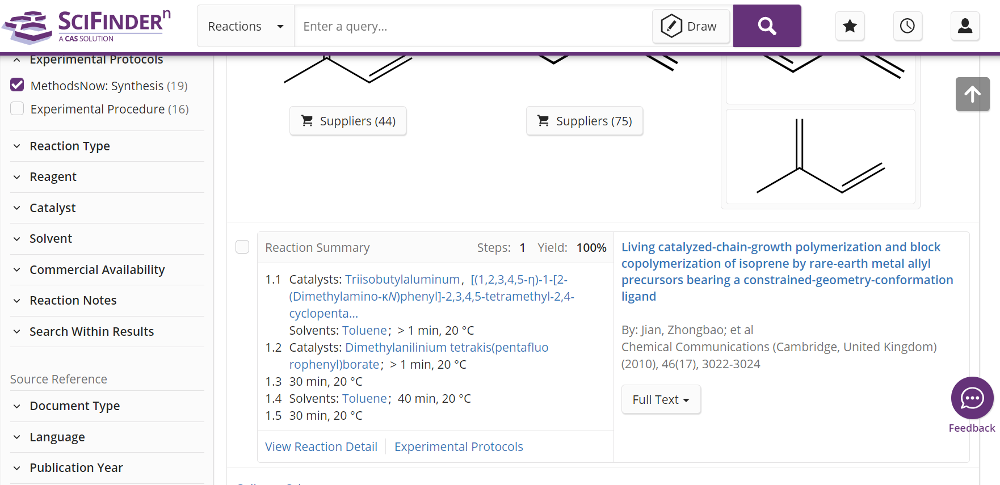 SCIFINDERn
A CAS SOLUTION
Reactions
Enter a query...
Draw
Experimental Protocols
MethodsNow: Synthesis (19)
Experimental Procedure (16)
Reaction Type
Reagent
Catalyst
Solvent
Commercial Availability
Reaction Notes
Search Within Results
Source Reference
Document Type
Language
Publication Year
Suppliers (44)
Suppliers (75)
Reaction Summary Steps: 1 Yield: 100%
1.1 Catalysts: Triisobutylaluminum, [(1,2,3,4,5-η)-1-[2-
(Dimethylamino-κN)phenyl]-2,3,4,5-tetramethyl-2,4-
cyclopenta...
Solvents: Toluene; > 1 min, 20 °C
1.2 Catalysts: Dimethylanilinium tetrakis(pentafluo
rophenyl)borate; > 1 min, 20 °C
1.3 30 min, 20 °C
1.4 Solvents: Toluene; 40 min, 20 °C
1.5 30 min, 20 °C
View Reaction Detail
Experimental Protocols
Living catalyzed-chain-growth polymerization and block
copolymerization of isoprene by rare-earth metal allyl
precursors bearing a constrained-geometry-conformation
ligand
By: Jian, Zhongbao; et al
Chemical Communications (Cambridge, United Kingdom)
(2010), 46(17), 3022-3024
Full Text
Feedback